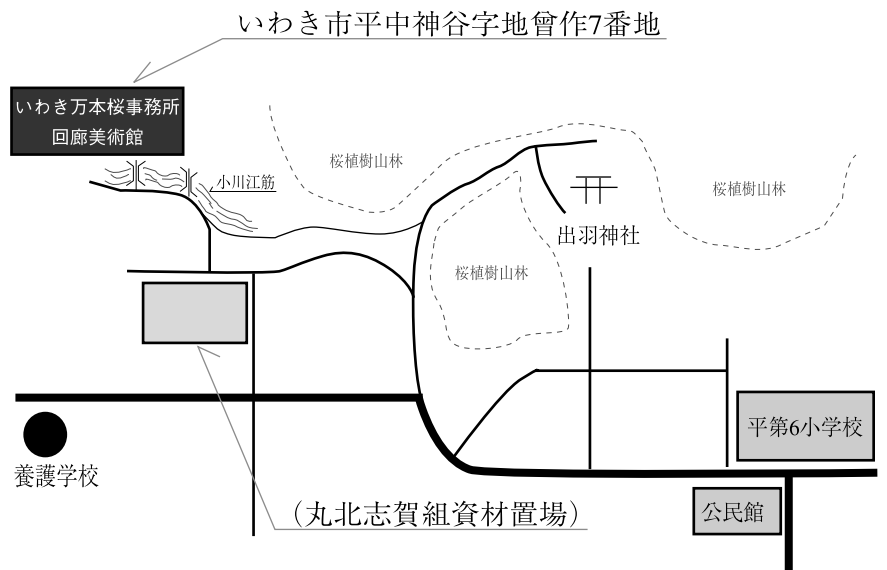 いわき市平中神谷字地曾作7番地
いわき万本桜事務所
回廊美術館
桜植樹山林
小川江筋
桜植樹山林
出羽神社
桜植樹山林
平第6小学校
養護学校
公民館
（丸北志賀組資材置場）